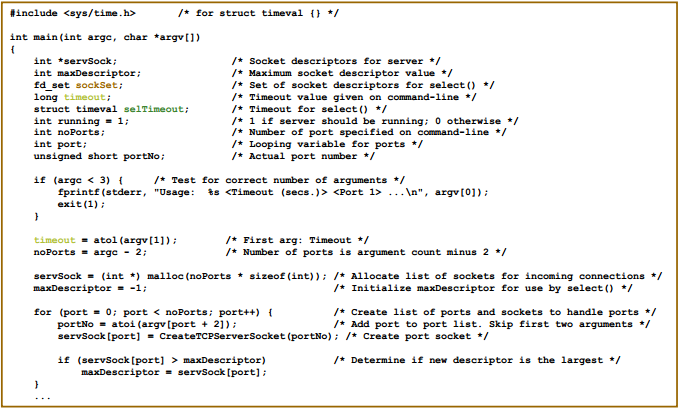 #include <sys/time.h>       /* for struct timeval {} */
int main(int argc, char *argv[])
{
    int *servSock;                   /* Socket descriptors for server */
    int maxDescriptor;               /* Maximum socket descriptor value */
    fd_set sockSet;                  /* Set of socket descriptors for select() */
    long timeout;                    /* Timeout value given on command-line */
    struct timeval selTimeout;       /* Timeout for select() */
    int running = 1;                 /* 1 if server should be running; 0 otherwise */
    int noPorts;                     /* Number of port specified on command-line */
    int port;                        /* Looping variable for ports */
    unsigned short portNo;           /* Actual port number */
    if (argc < 3) {     /* Test for correct number of arguments */
        fprintf(stderr, "Usage:  %s <Timeout (secs.)> <Port 1> ...\n", argv[0]);
        exit(1);
    }
    timeout = atol(argv[1]);        /* First arg: Timeout */
    noPorts = argc - 2;             /* Number of ports is argument count minus 2 */
    servSock = (int *) malloc(noPorts * sizeof(int)); /* Allocate list of sockets for incoming connections */
    maxDescriptor = -1;                               /* Initialize maxDescriptor for use by select() */
    for (port = 0; port < noPorts; port++) {          /* Create list of ports and sockets to handle ports */
        portNo = atoi(argv[port + 2]);                /* Add port to port list. Skip first two arguments */
        servSock[port] = CreateTCPServerSocket(portNo); /* Create port socket */
        if (servSock[port] > maxDescriptor)           /* Determine if new descriptor is the largest */
            maxDescriptor = servSock[port];
    }
    ...